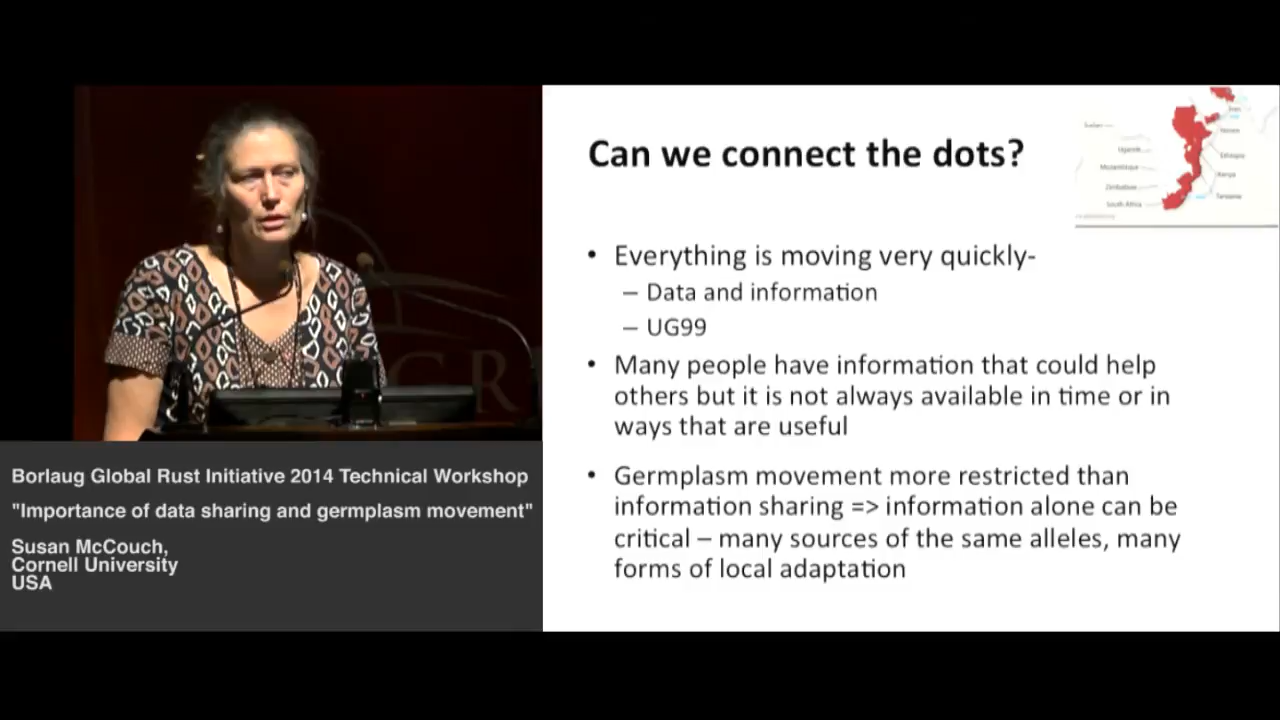 Can we connect the dots?
Sudan
Uganda
Mozambique
Zimbabwe
South Africa
Iran
Yemen
Ethiopia
Kenya
Tanzania
• Everything is moving very quickly-
– Data and information
– UG99
• Many people have information that could help
others but it is not always available in time or in
ways that are useful
• Germplasm movement more restricted than
information sharing => information alone can be
critical – many sources of the same alleles, many
forms of local adaptation
GR
Borlaug Global Rust Initiative 2014 Technical Workshop
"Importance of data sharing and germplasm movement"
Susan McCouch,
Cornell University
USA